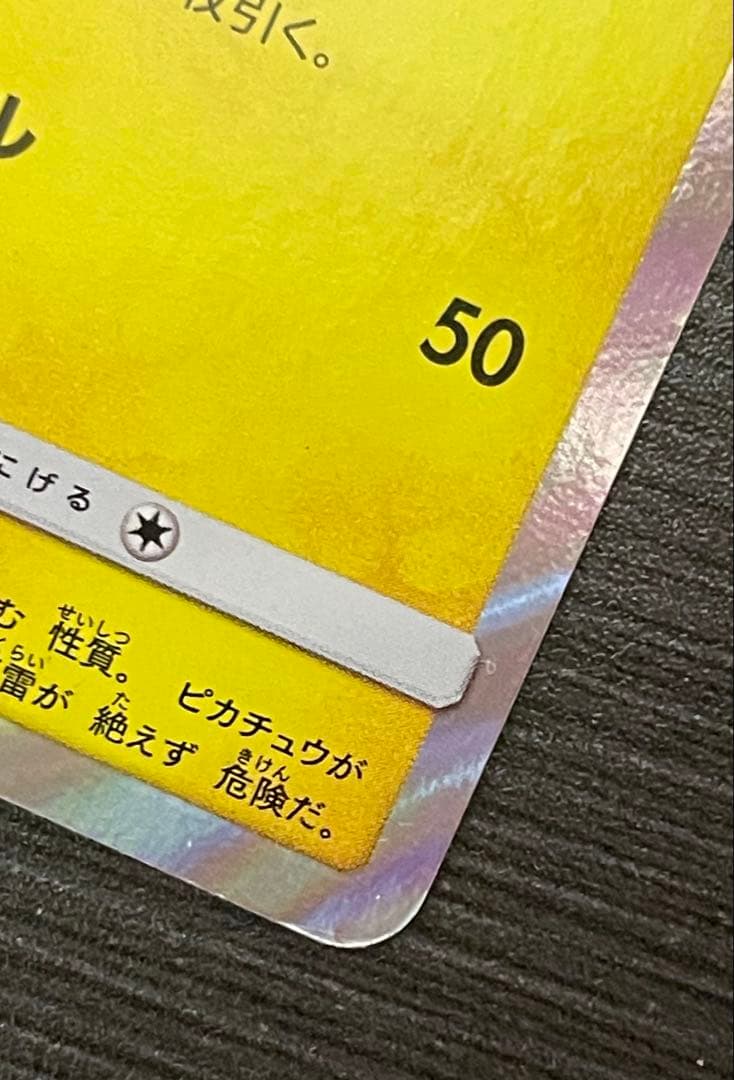 引く。
ル
50
にげる
む 性質。 ピカチュウが
雷が 絶えず 危険だ。